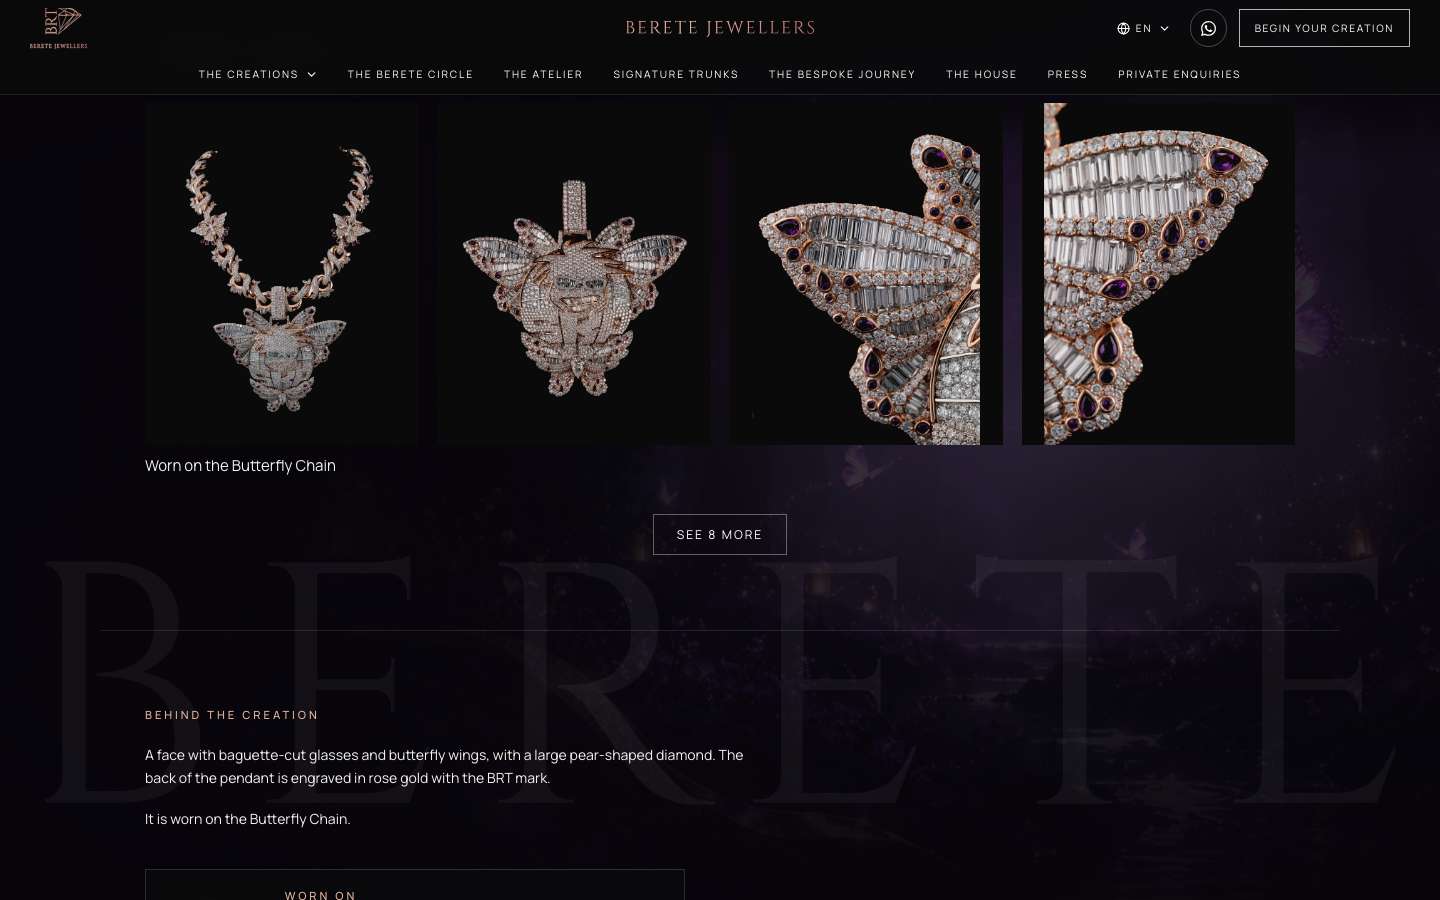 BRT
BERETE JEWELLERS
BERETE JEWELLERS
EN
BEGIN YOUR CREATION
THE CREATIONS
THE BERETE CIRCLE
THE ATELIER
SIGNATURE TRUNKS
THE BESPOKE JOURNEY
THE HOUSE
PRESS
PRIVATE ENQUIRIES
Worn on the Butterfly Chain
SEE 8 MORE
BERETE
BEHIND THE CREATION
A face with baguette-cut glasses and butterfly wings, with a large pear-shaped diamond. The
back of the pendant is engraved in rose gold with the BRT mark.
It is worn on the Butterfly Chain.
WORN ON